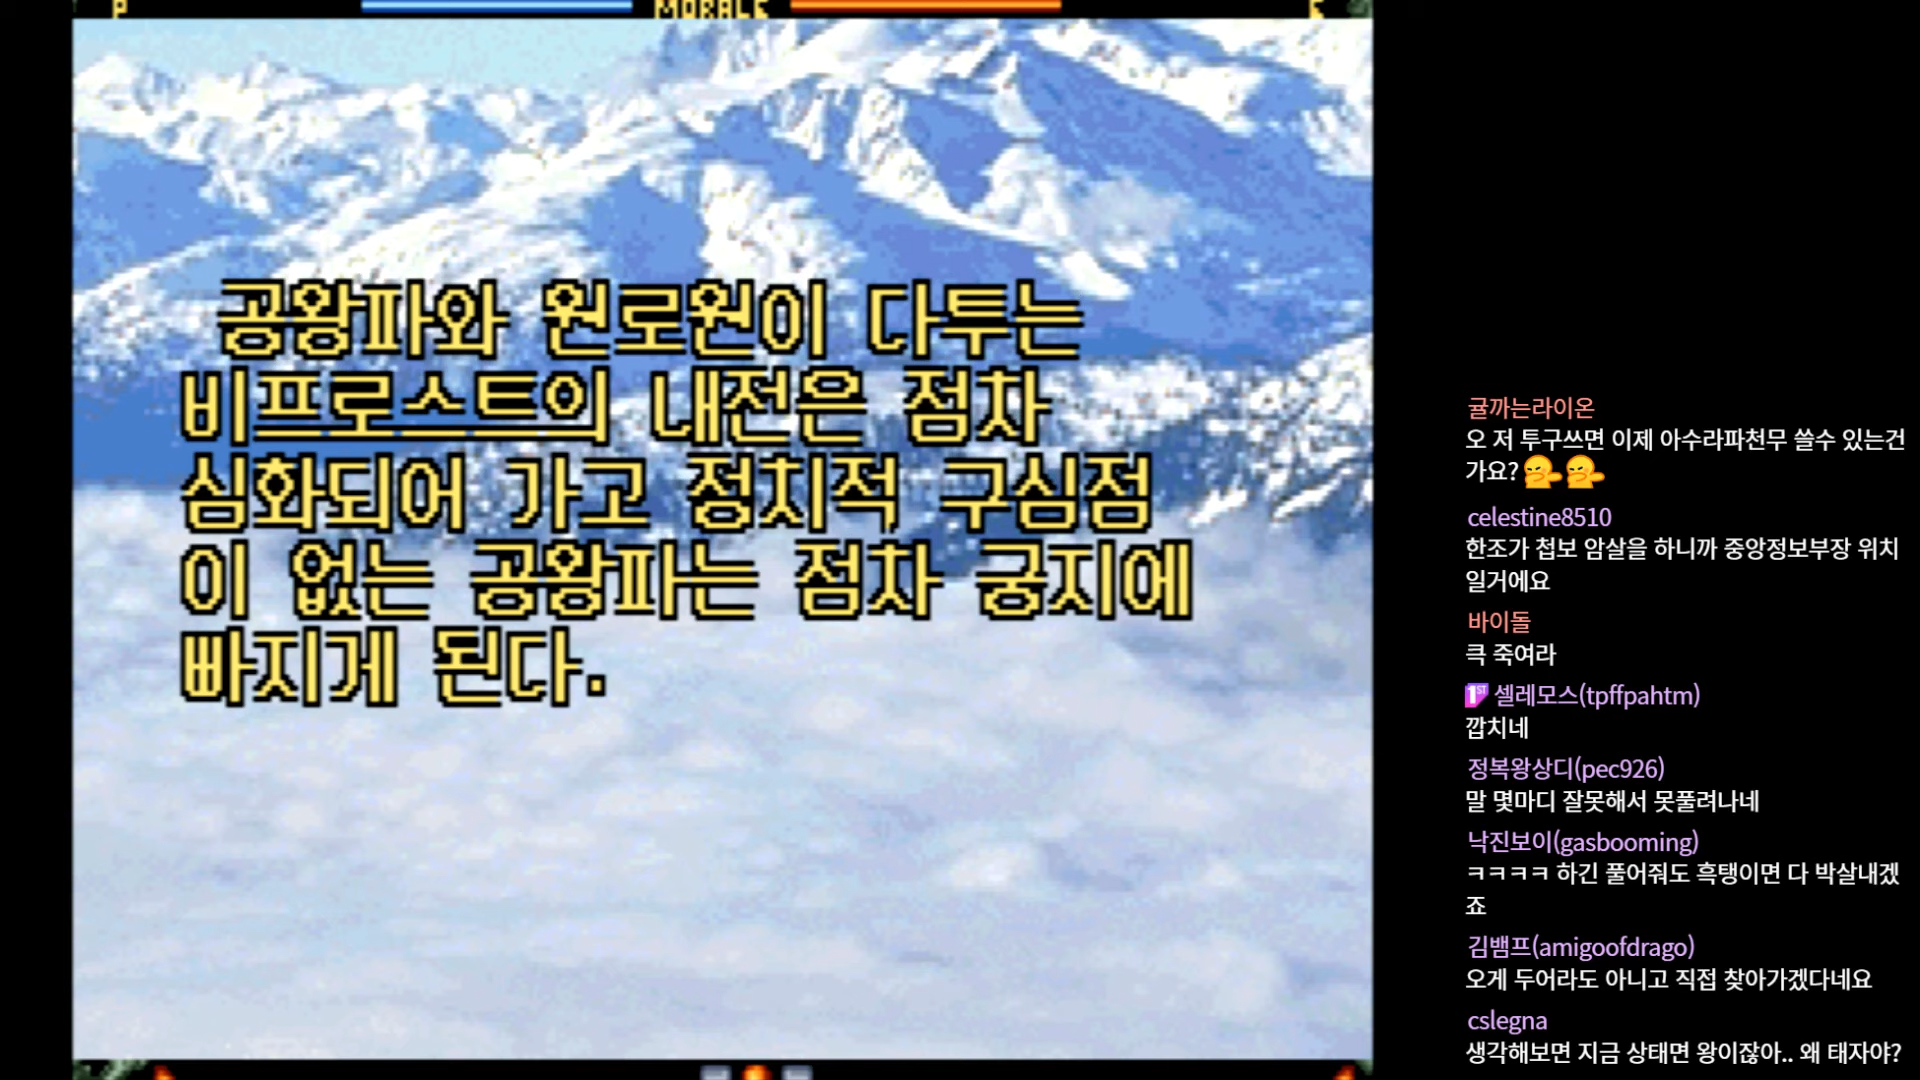 P MORALE E
공왕파와 원로원이 다투는
비프로스트의 내전은 점차
심화되어 가고 정치적 구심점
이 없는 공왕파는 점차 궁지에
빠지게 된다.
귤까는라이온
오 저 투구쓰면 이제 아수라파천무 쓸수 있는건
가요?
celestine8510
한조가 첩보 암살을 하니까 중앙정보부장 위치
일거에요
바이돌
큭 죽여라
1ST 셀레모스(tpffpahtm)
깝치네
정복왕상디(pec926)
말 몇마디 잘못해서 못풀려나네
낙진보이(gasbooming)
ㅋㅋㅋㅋ 하긴 풀어줘도 흑탱이면 다 박살내겠
죠
김뱀프(amigoofdrago)
오게 두어라도 아니고 직접 찾아가겠다네요
cslegna
생각해보면 지금 상태면 왕이잖아.. 왜 태자야?